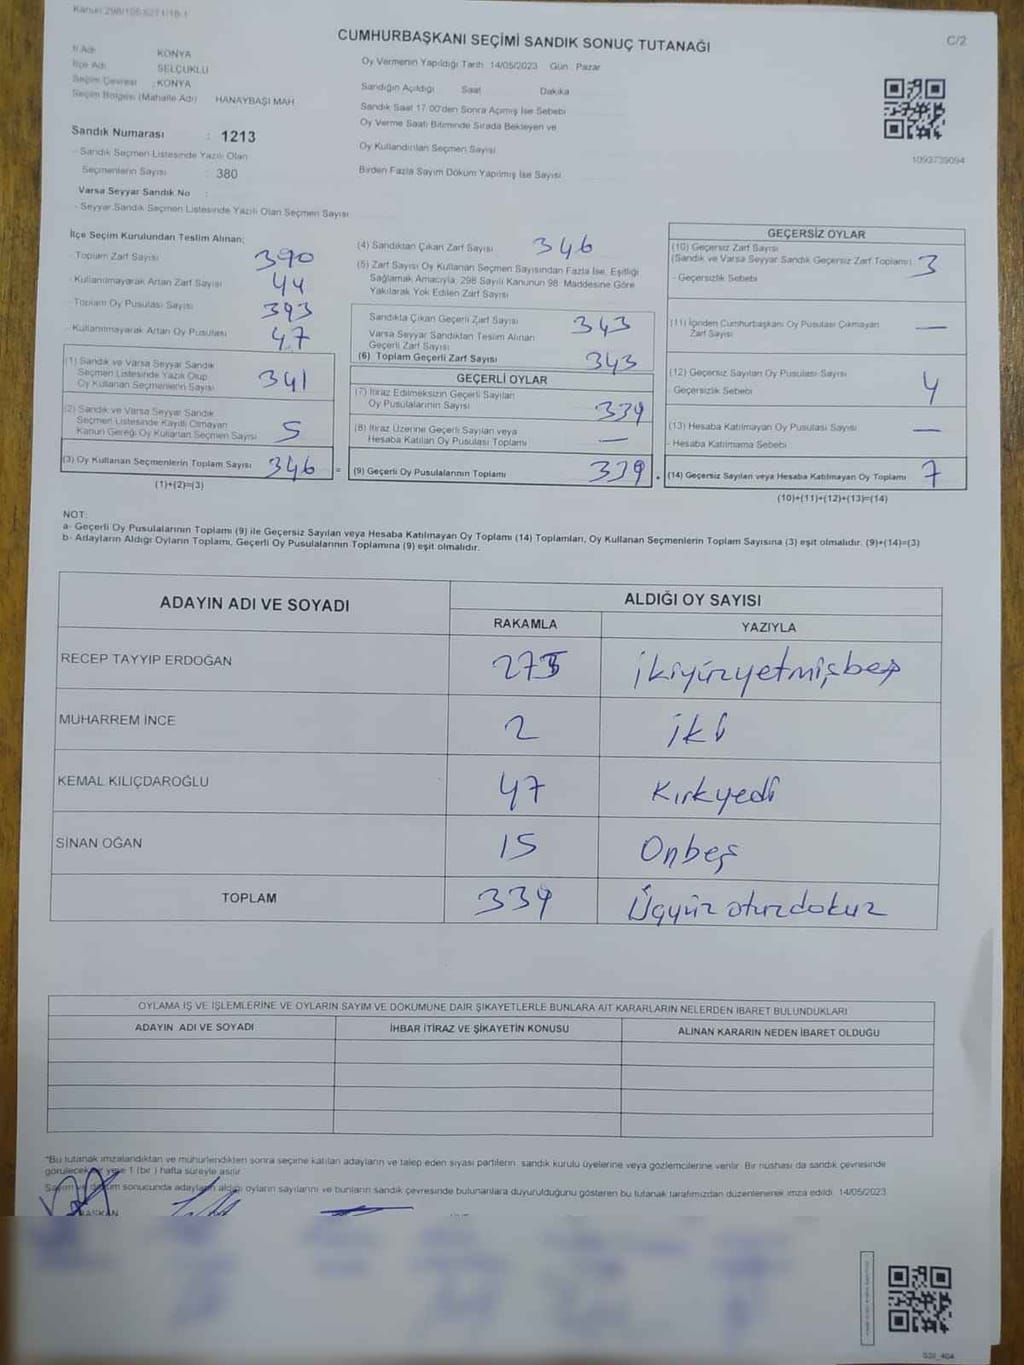 Kanun 298/105,6271/18-1
CUMHURBAŞKANI SEÇİMİ SANDIK SONUÇ TUTANAĞI
C/2
İl Adı KONYA
İlçe Adı SELÇUKLU
Seçim Çevresi : KONYA
Seçim Bölgesi (Mahalle Adı) HANAYBAŞI MAH
Sandık Numarası : 1213
- Sandık Seçmen Listesinde Yazılı Olan
Seçmenlerin Sayısı : 380
Varsa Seyyar Sandık No :
- Seyyar Sandık Seçmen Listesinde Yazılı Olan Seçmen Sayısı
Oy Vermenin Yapıldığı Tarih 14/05/2023 Gün : Pazar
Sandığın Açıldığı Saat Dakika
Sandık Saat 17:00'den Sonra Açılmış İse Sebebi
Oy Verme Saati Bitiminde Sırada Bekleyen ve
Oy Kullandırılan Seçmen Sayısı
Birden Fazla Sayım Döküm Yapılmış İse Sayısı
1093739094
İlçe Seçim Kurulundan Teslim Alınan;
- Toplam Zarf Sayısı 390
- Kullanılmayarak Artan Zarf Sayısı 44
- Toplam Oy Pusulası Sayısı 393
- Kullanılmayarak Artan Oy Pusulası 47
(1) Sandık ve Varsa Seyyar Sandık
Seçmen Listesinde Yazılı Olup
Oy Kullanan Seçmenlerin Sayısı 341
(2) Sandık ve Varsa Seyyar Sandık
Seçmen Listesinde Kayıtlı Olmayan
Kanun Gereği Oy Kullanan Seçmen Sayısı 5
(3) Oy Kullanan Seçmenlerin Toplam Sayısı 346 =
(1)+(2)=(3)
(4) Sandıktan Çıkan Zarf Sayısı 346
(5) Zarf Sayısı Oy Kullanan Seçmen Sayısından Fazla İse, Eşitliği
Sağlamak Amacıyla, 298 Sayılı Kanunun 98. Maddesine Göre
Yakılarak Yok Edilen Zarf Sayısı
Sandıkta Çıkan Geçerli Zarf Sayısı 343
Varsa Seyyar Sandıktan Teslim Alınan
Geçerli Zarf Sayısı
(6) Toplam Geçerli Zarf Sayısı 343
GEÇERLİ OYLAR
(7) İtiraz Edilmeksizin Geçerli Sayılan
Oy Pusulalarının Sayısı 339
(8) İtiraz Üzerine Geçerli Sayılan veya
Hesaba Katılan Oy Pusulası Toplamı —
(9) Geçerli Oy Pusulalarının Toplamı 339 +
GEÇERSİZ OYLAR
(10) Geçersiz Zarf Sayısı
(Sandık ve Varsa Seyyar Sandık Geçersiz Zarf Toplamı) 3
- Geçersizlik Sebebi
(11) İçinden Cumhurbaşkanı Oy Pusulası Çıkmayan
Zarf Sayısı —
(12) Geçersiz Sayılan Oy Pusulası Sayısı 4
Geçersizlik Sebebi
(13) Hesaba Katılmayan Oy Pusulası Sayısı —
- Hesaba Katılmama Sebebi
(14) Geçersiz Sayılan veya Hesaba Katılmayan Oy Toplamı 7
(10)+(11)+(12)+(13)=(14)
NOT:
a- Geçerli Oy Pusulalarının Toplamı (9) ile Geçersiz Sayılan veya Hesaba Katılmayan Oy Toplamı (14) Toplamları, Oy Kullanan Seçmenlerin Toplam Sayısına (3) eşit olmalıdır. (9)+(14)=(3)
b- Adayların Aldığı Oyların Toplamı, Geçerli Oy Pusulalarının Toplamına (9) eşit olmalıdır.
ADAYIN ADI VE SOYADI ALDIĞI OY SAYISI
RAKAMLA YAZIYLA
RECEP TAYYIP ERDOĞAN 275 ikiyüzyetmişbeş
MUHARREM İNCE 2 iki
KEMAL KILIÇDAROĞLU 47 Kırkyedi
SİNAN OĞAN 15 Onbeş
TOPLAM 339 Üçyüz otuzdokuz
OYLAMA İŞ VE İŞLEMLERİNE VE OYLARIN SAYIM VE DÖKÜMÜNE DAİR ŞİKAYETLERLE BUNLARA AİT KARARLARIN NELERDEN İBARET BULUNDUKLARI
ADAYIN ADI VE SOYADI İHBAR İTİRAZ VE ŞİKAYETİN KONUSU ALINAN KARARIN NEDEN İBARET OLDUĞU
*Bu tutanak imzalandıktan ve mühürlendikten sonra seçime katılan adayların ve talep eden siyasi partilerin sandık kurulu üyelerine veya gözlemcilerine verilir. Bir nüshası da sandık çevresinde
görülecek bir yere 1 (bir) hafta süreyle asılır.
Sayım ve döküm sonucunda adayların aldığı oyların sayılarını ve bunların sandık çevresinde bulunanlara duyurulduğunu gösteren bu tutanak tarafımızdan düzenlenerek imza edildi. 14/05/2023
BAŞKAN